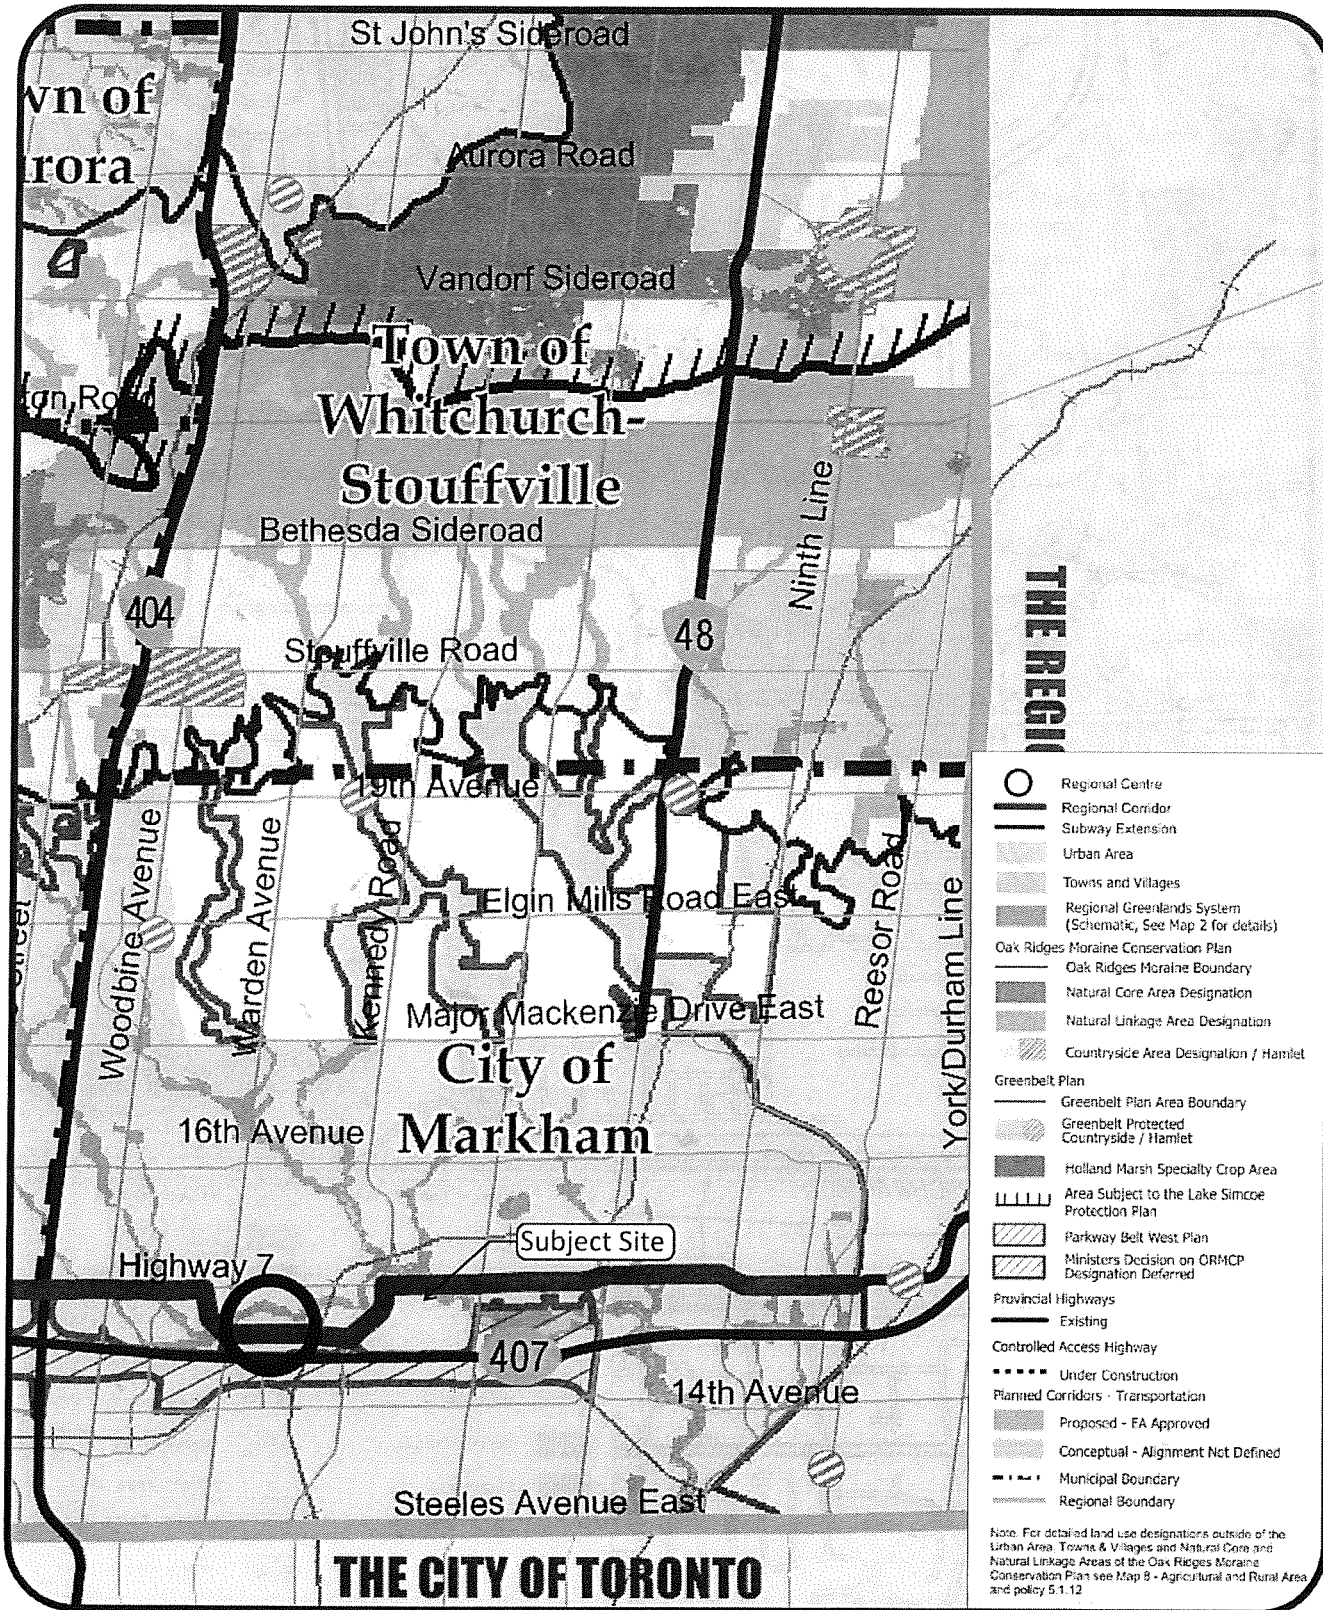 St John's Sideroad
wn of
Aurora Road
Vandorf Sideroad
Town of
Whitchurch-
Stouffville
Bethesda Sideroad
Ninth Line
404
48
Stouffville Road
THE REGIO
19th Avenue
Woodbine Avenue
Warden Avenue
Kennedy Road
Elgin Mills Road East
Reesor Road
York/Durham Line
Major Mackenzie Drive East
City of
Markham
16th Avenue
Subject Site
Highway 7
407
14th Avenue
Steeles Avenue East
THE CITY OF TORONTO
Regional Centre
Regional Corridor
Subway Extension
Urban Area
Towns and Villages
Regional Greenlands System
(Schematic, See Map 2 for details)
Oak Ridges Moraine Conservation Plan
Oak Ridges Moraine Boundary
Natural Core Area Designation
Natural Linkage Area Designation
Countryside Area Designation / Hamlet
Greenbelt Plan
Greenbelt Plan Area Boundary
Greenbelt Protected
Countryside / Hamlet
Holland Marsh Specialty Crop Area
Area Subject to the Lake Simcoe
Protection Plan
Parkway Belt West Plan
Ministers Decision on ORMCP
Designation Deferred
Provincial Highways
Existing
Controlled Access Highway
Under Construction
Planned Corridors - Transportation
Proposed - EA Approved
Conceptual - Alignment Not Defined
Municipal Boundary
Regional Boundary
Note. For detailed land use designations outside of the
Urban Area, Towns & Villages and Natural Core and
Natural Linkage Areas of the Oak Ridges Moraine
Conservation Plan see Map 8 - Agricultural and Rural Area
and policy 5.1.12